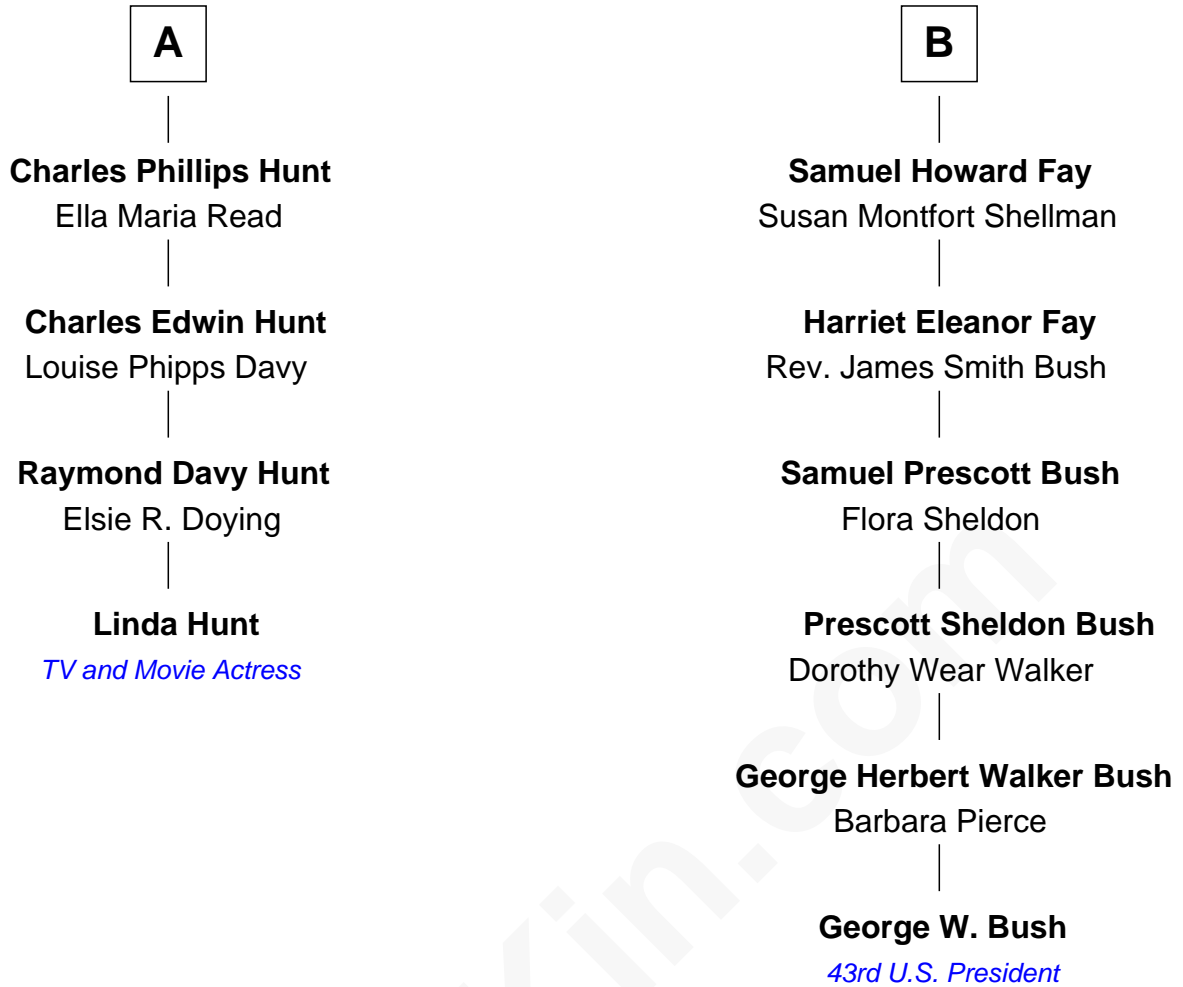 A
Charles Phillips Hunt
Ella Maria Read
Charles Edwin Hunt
Louise Phipps Davy
Raymond Davy Hunt
Elsie R. Doying
Linda Hunt
TV and Movie Actress
B
Samuel Howard Fay
Susan Montfort Shellman
Harriet Eleanor Fay
Rev. James Smith Bush
Samuel Prescott Bush
Flora Sheldon
Prescott Sheldon Bush
Dorothy Wear Walker
George Herbert Walker Bush
Barbara Pierce
George W. Bush
43rd U.S. President
Kin.com